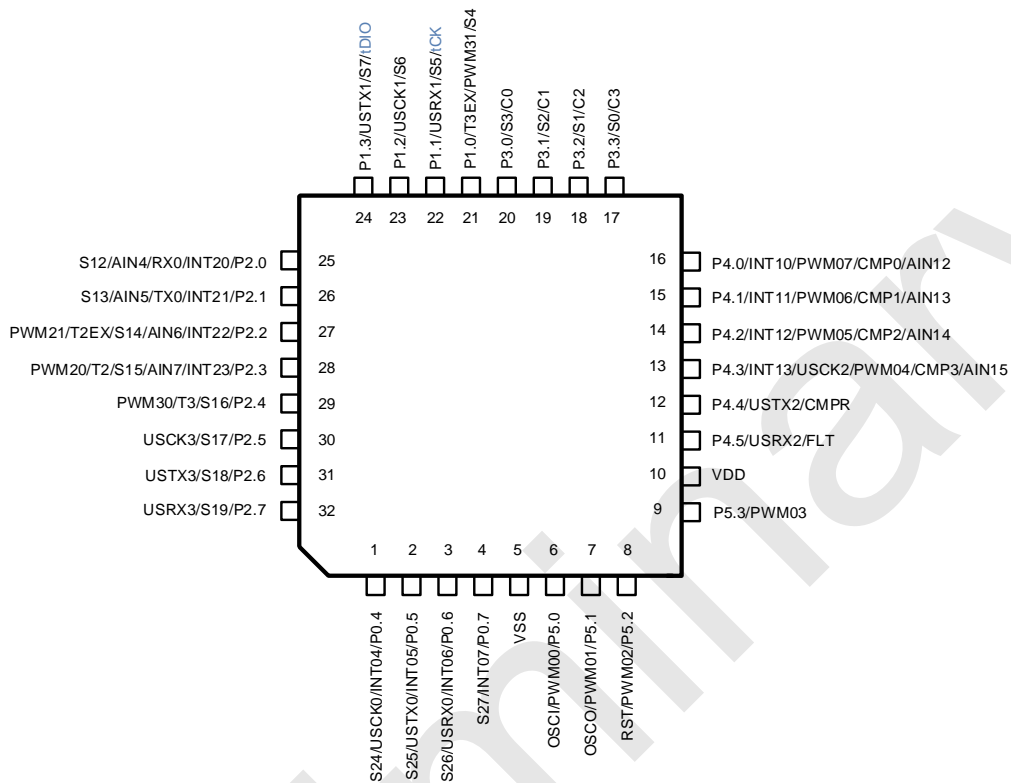 P1.3/USTX1/S7/tDIO
P1.2/USCK1/S6
P1.1/USRX1/S5/tCK
P1.0/T3EX/PWM31/S4
P3.0/S3/C0
P3.1/S2/C1
P3.2/S1/C2
P3.3/S0/C3
24
23
22
21
20
19
18
17
S12/AIN4/RX0/INT20/P2.0
25
S13/AIN5/TX0/INT21/P2.1
26
PWM21/T2EX/S14/AIN6/INT22/P2.2
27
PWM20/T2/S15/AIN7/INT23/P2.3
28
PWM30/T3/S16/P2.4
29
USCK3/S17/P2.5
30
USTX3/S18/P2.6
31
USRX3/S19/P2.7
32
16
P4.0/INT10/PWM07/CMP0/AIN12
15
P4.1/INT11/PWM06/CMP1/AIN13
14
P4.2/INT12/PWM05/CMP2/AIN14
13
P4.3/INT13/USCK2/PWM04/CMP3/AIN15
12
P4.4/USTX2/CMPR
11
P4.5/USRX2/FLT
10
VDD
9
P5.3/PWM03
1
2
3
4
5
6
7
8
S24/USCK0/INT04/P0.4
S25/USTX0/INT05/P0.5
S26/USRX0/INT06/P0.6
S27/INT07/P0.7
VSS
OSCI/PWM00/P5.0
OSCO/PWM01/P5.1
RST/PWM02/P5.2